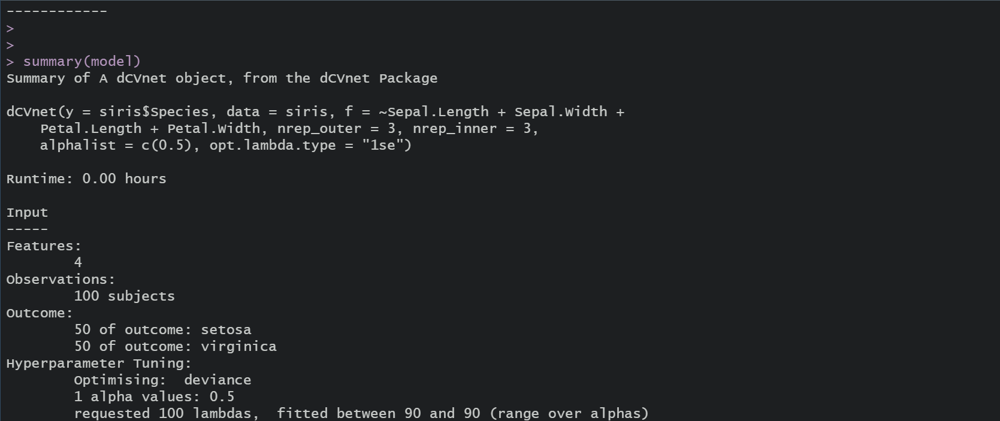 ------------
>
>
> summary(model)
Summary of A dCVnet object, from the dCVnet Package
dCVnet(y = siris$Species, data = siris, f = ~Sepal.Length + Sepal.Width +
    Petal.Length + Petal.Width, nrep_outer = 3, nrep_inner = 3,
    alphalist = c(0.5), opt.lambda.type = "1se")
Runtime: 0.00 hours
Input
-----
Features:
        4
Observations:
        100 subjects
Outcome:
        50 of outcome: setosa
        50 of outcome: virginica
Hyperparameter Tuning:
        Optimising:  deviance
        1 alpha values: 0.5
        requested 100 lambdas,  fitted between 90 and 90 (range over alphas)